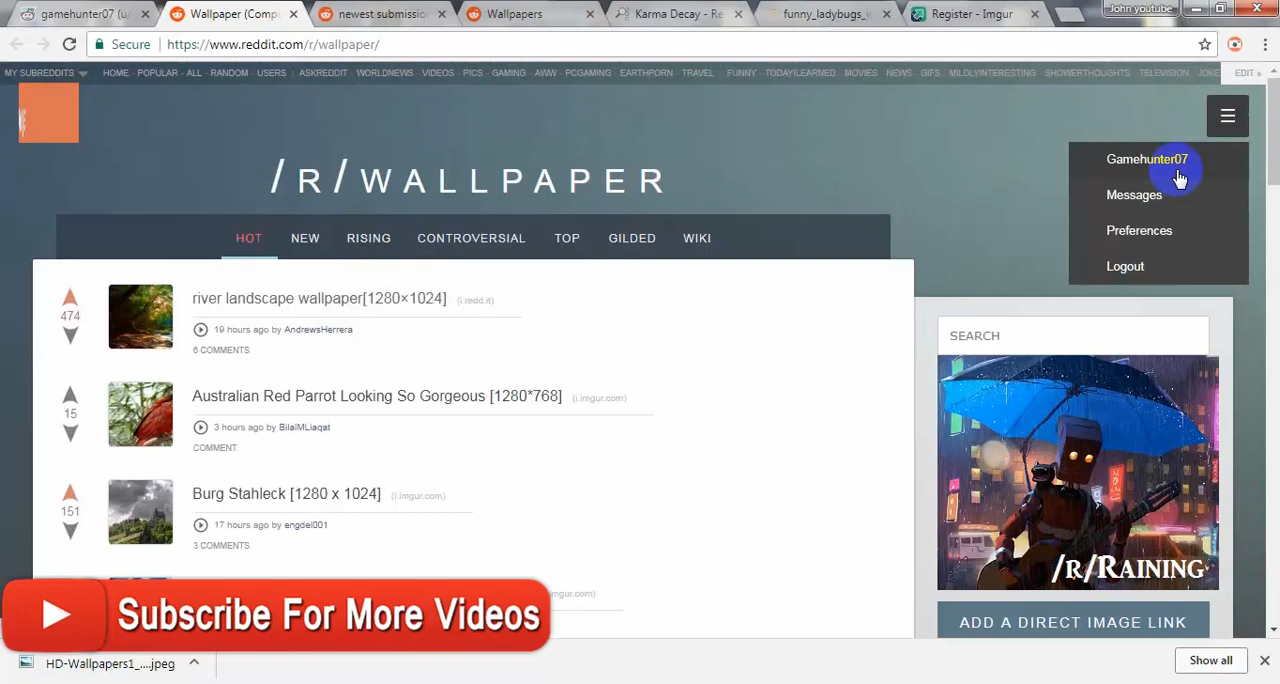 gamehunter07 (u/
Wallpaper (Comp
newest submissio
Wallpapers
Karma Decay - Re
funny_ladybugs_w
Register - Imgur
John youtube
Secure
https://www.reddit.com/r/wallpaper/
MY SUBREDDITS HOME - POPULAR - ALL - RANDOM - USERS | ASKREDDIT - WORLDNEWS - VIDEOS - PICS - GAMING - AWW - PCGAMING - EARTHPORN - TRAVEL - FUNNY - TODAYILEARNED - MOVIES - NEWS - GIFS - MILDLYINTERESTING - SHOWERTHOUGHTS - TELEVISION - JOKE EDIT »
Gamehunter07
Messages
Preferences
Logout
/R/WALLPAPER
HOT NEW RISING CONTROVERSIAL TOP GILDED WIKI
474
river landscape wallpaper[1280×1024] (i.redd.it)
19 hours ago by AndrewsHerrera
6 COMMENTS
15
Australian Red Parrot Looking So Gorgeous [1280*768] (i.imgur.com)
3 hours ago by BilalMLiaqat
COMMENT
151
Burg Stahleck [1280 x 1024] (i.imgur.com)
17 hours ago by engdel001
3 COMMENTS
imgur.com)
SEARCH
/r/Raining
ADD A DIRECT IMAGE LINK
Subscribe For More Videos
HD-Wallpapers1_....jpeg
Show all